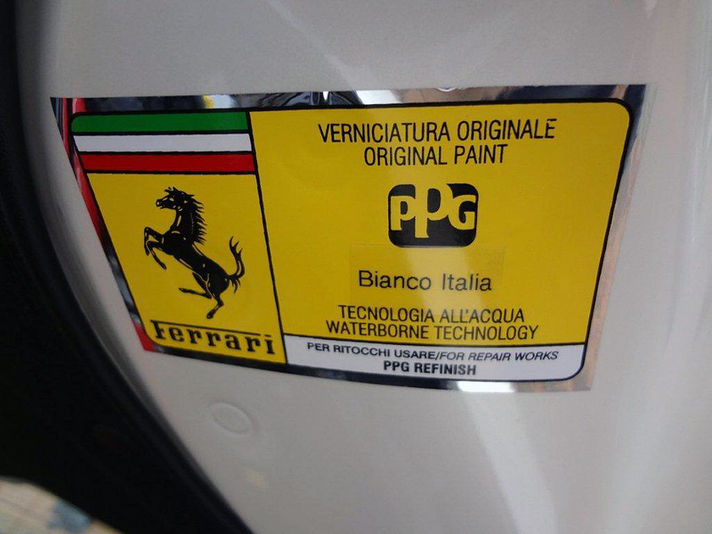 VERNICIATURA ORIGINALE
ORIGINAL PAINT
PPG
Bianco Italia
TECNOLOGIA ALL'ACQUA
WATERBORNE TECHNOLOGY
Ferrari
PER RITOCCHI USARE/FOR REPAIR WORKS
PPG REFINISH